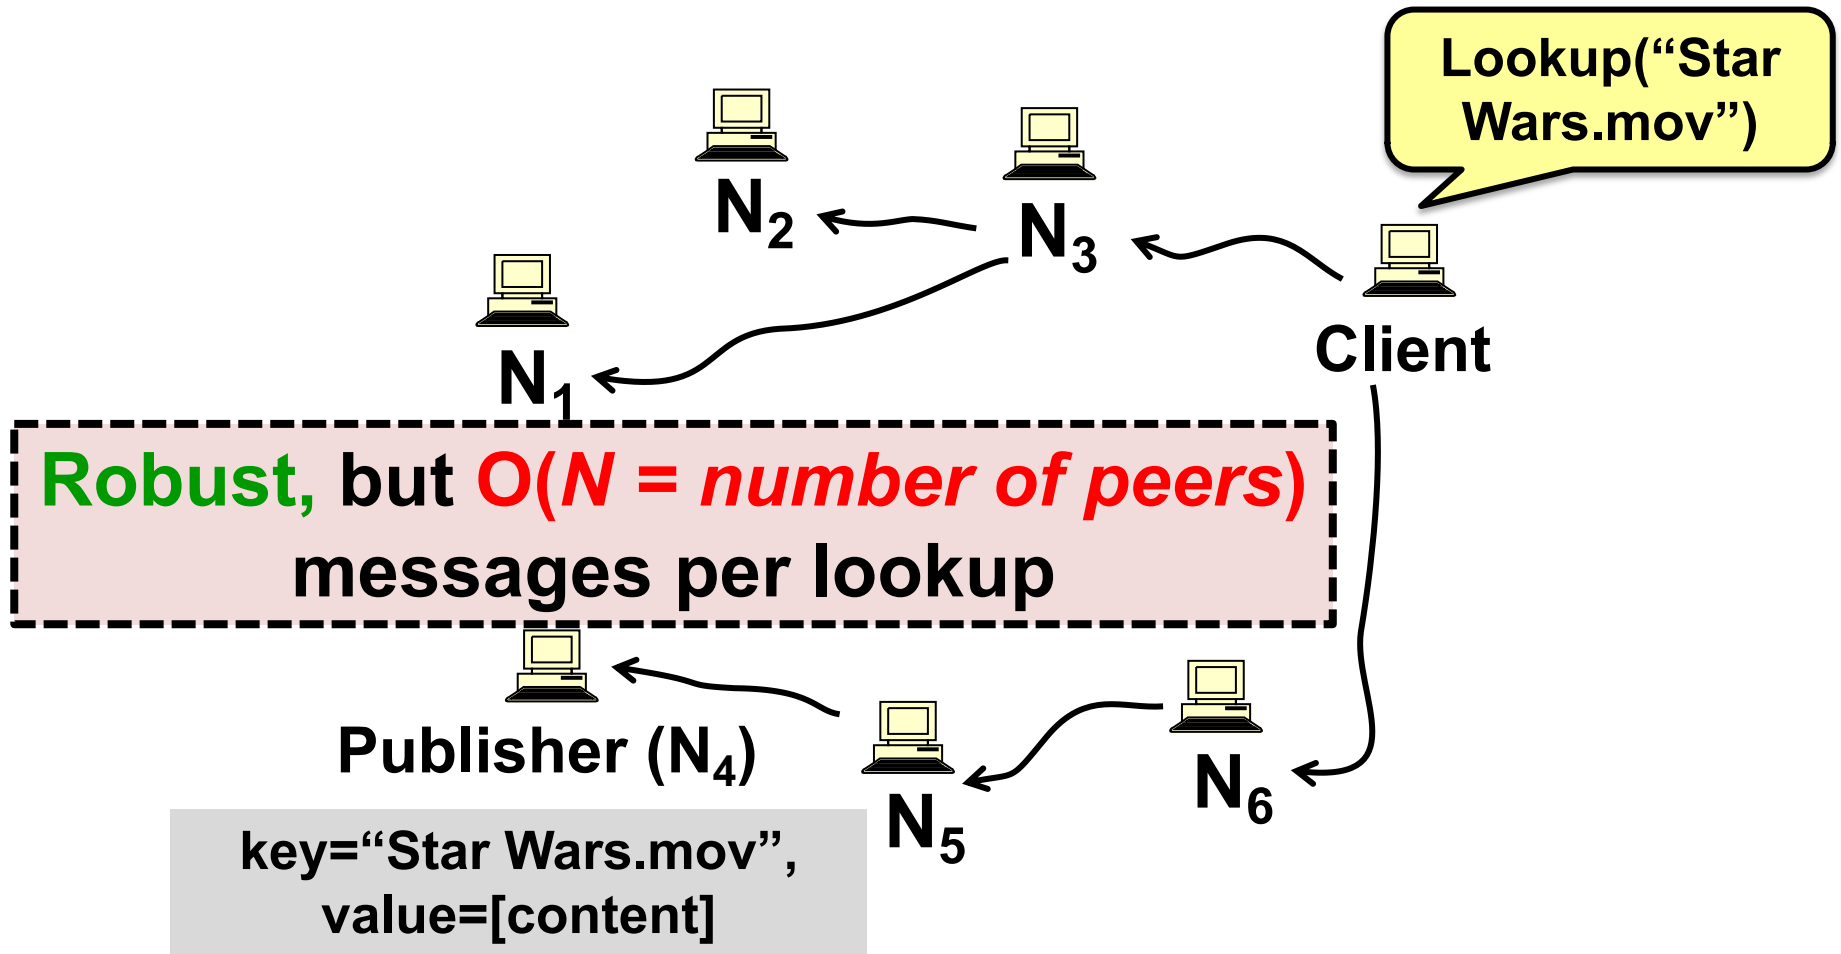 Lookup(“Star
Wars.mov”)
N2
N3
Client
N1
Robust, but O(N = number of peers)
messages per lookup
Publisher (N4)
N6
N5
key=“Star Wars.mov”,
value=[content]